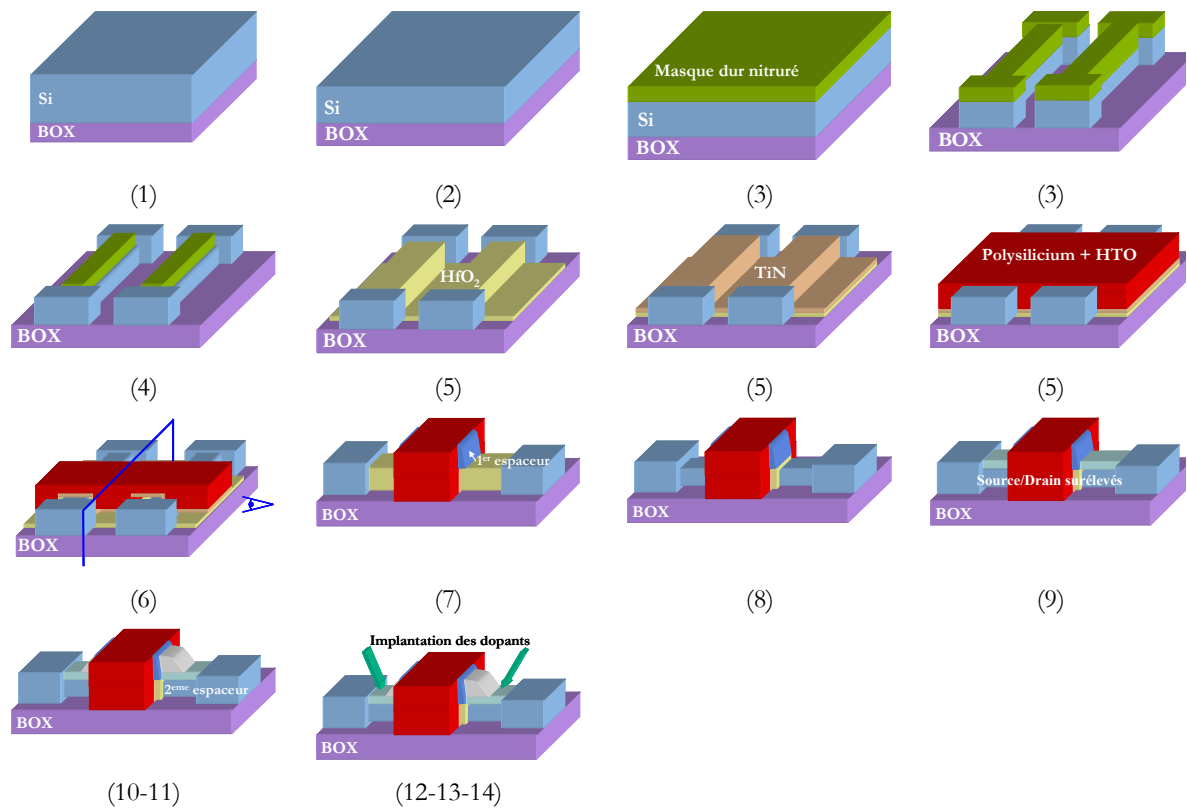 Si
BOX
(1)
Si
BOX
(2)
Masque dur nitruré
Si
BOX
(3)
BOX
(3)
BOX
(4)
HfO2
BOX
(5)
TiN
BOX
(5)
Polysilicium + HTO
BOX
(5)
BOX
(6)
1er espaceur
BOX
(7)
BOX
(8)
Source/Drain surélevés
BOX
(9)
2eme espaceur
BOX
(10-11)
Implantation des dopants
BOX
(12-13-14)